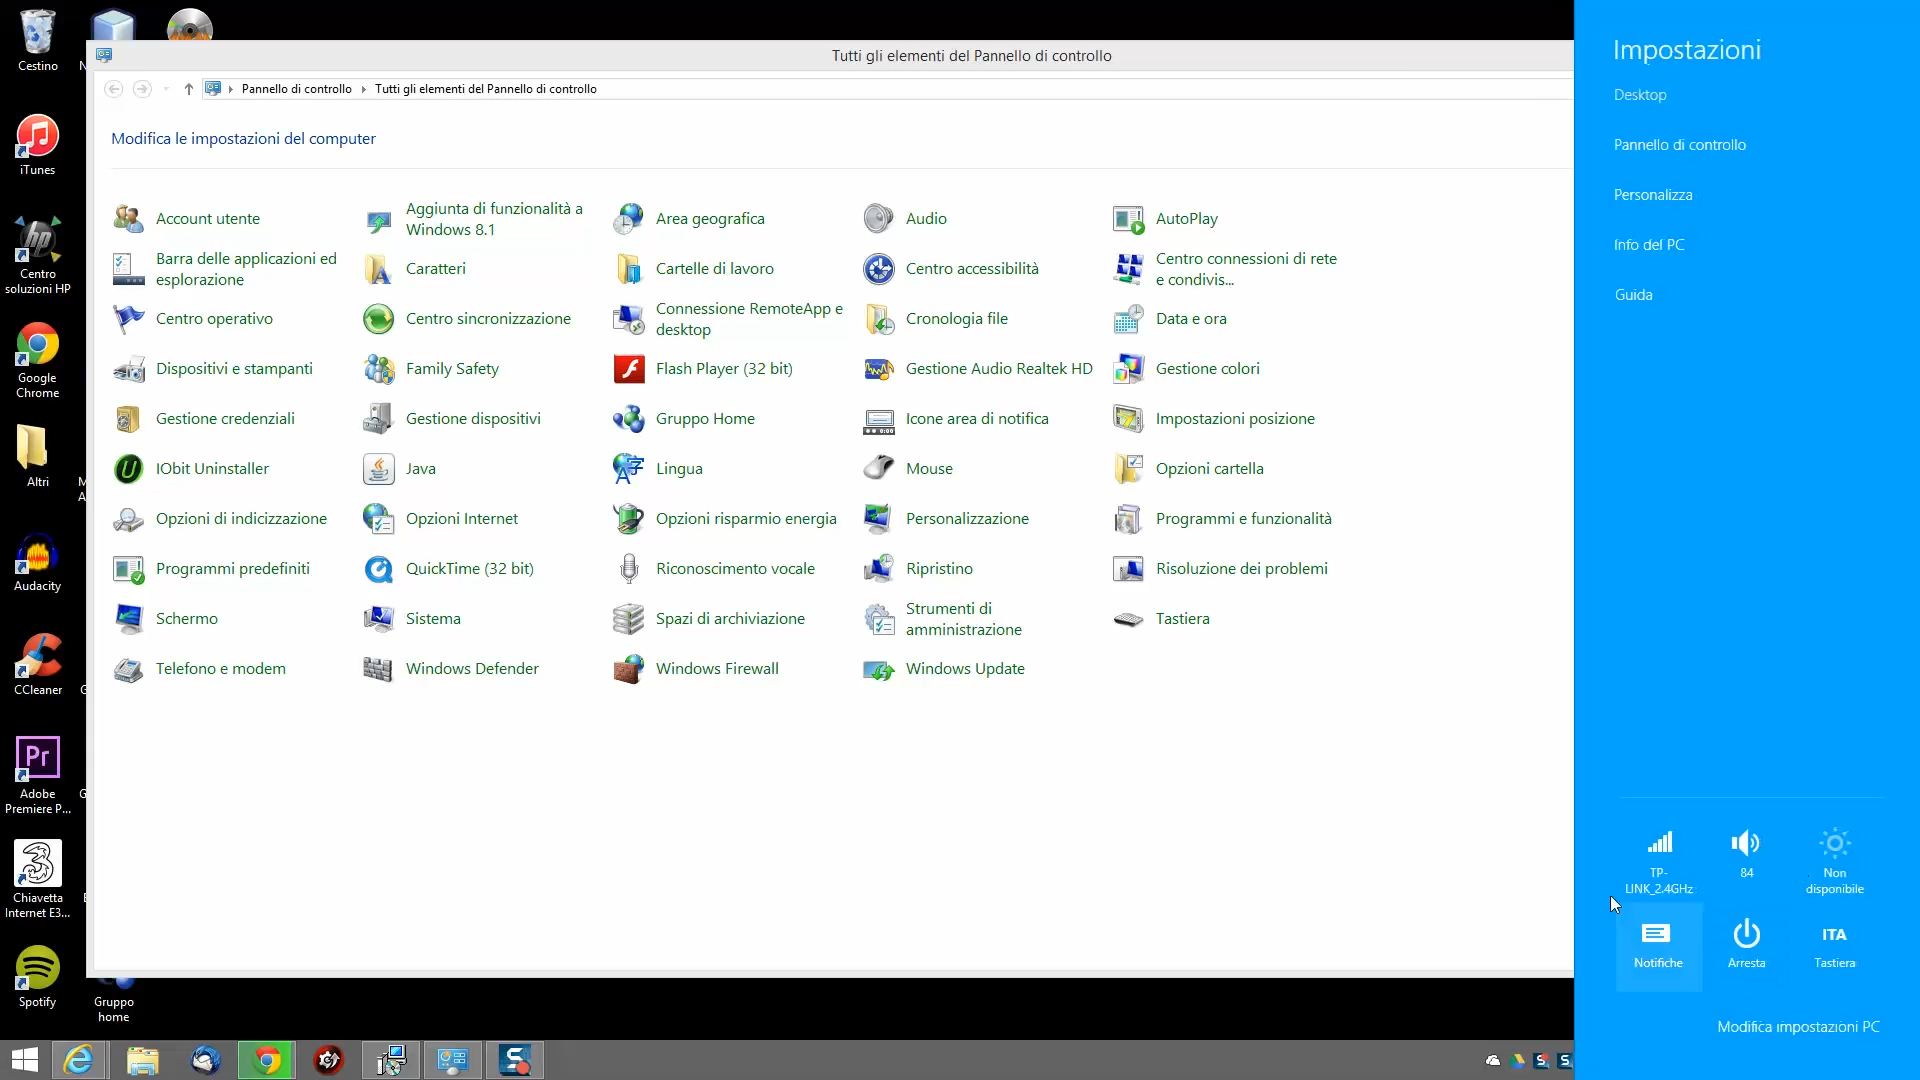 Cestino
N
iTunes
Centro
soluzioni HP
hp
Google
Chrome
Altri
M
A
Audacity
CCleaner
G
Pr
Adobe
Premiere P...
G
3
Chiavetta
Internet E3...
E
Spotify
Gruppo
home
Tutti gli elementi del Pannello di controllo
Pannello di controllo
Tutti gli elementi del Pannello di controllo
Modifica le impostazioni del computer
Account utente
Aggiunta di funzionalità a
Windows 8.1
Area geografica
Audio
AutoPlay
Barra delle applicazioni ed
esplorazione
Caratteri
Cartelle di lavoro
Centro accessibilità
Centro connessioni di rete
e condivis...
Centro operativo
Centro sincronizzazione
Connessione RemoteApp e
desktop
Cronologia file
Data e ora
Dispositivi e stampanti
Family Safety
Flash Player (32 bit)
Gestione Audio Realtek HD
Gestione colori
Gestione credenziali
Gestione dispositivi
Gruppo Home
Icone area di notifica
Impostazioni posizione
IObit Uninstaller
Java
Lingua
Mouse
Opzioni cartella
Opzioni di indicizzazione
Opzioni Internet
Opzioni risparmio energia
Personalizzazione
Programmi e funzionalità
Programmi predefiniti
QuickTime (32 bit)
Riconoscimento vocale
Ripristino
Risoluzione dei problemi
Schermo
Sistema
Spazi di archiviazione
Strumenti di
amministrazione
Tastiera
Telefono e modem
Windows Defender
Windows Firewall
Windows Update
Impostazioni
Desktop
Pannello di controllo
Personalizza
Info del PC
Guida
TP-
LINK_2.4GHz
84
Non
disponibile
Notifiche
Arresta
ITA
Tastiera
Modifica impostazioni PC